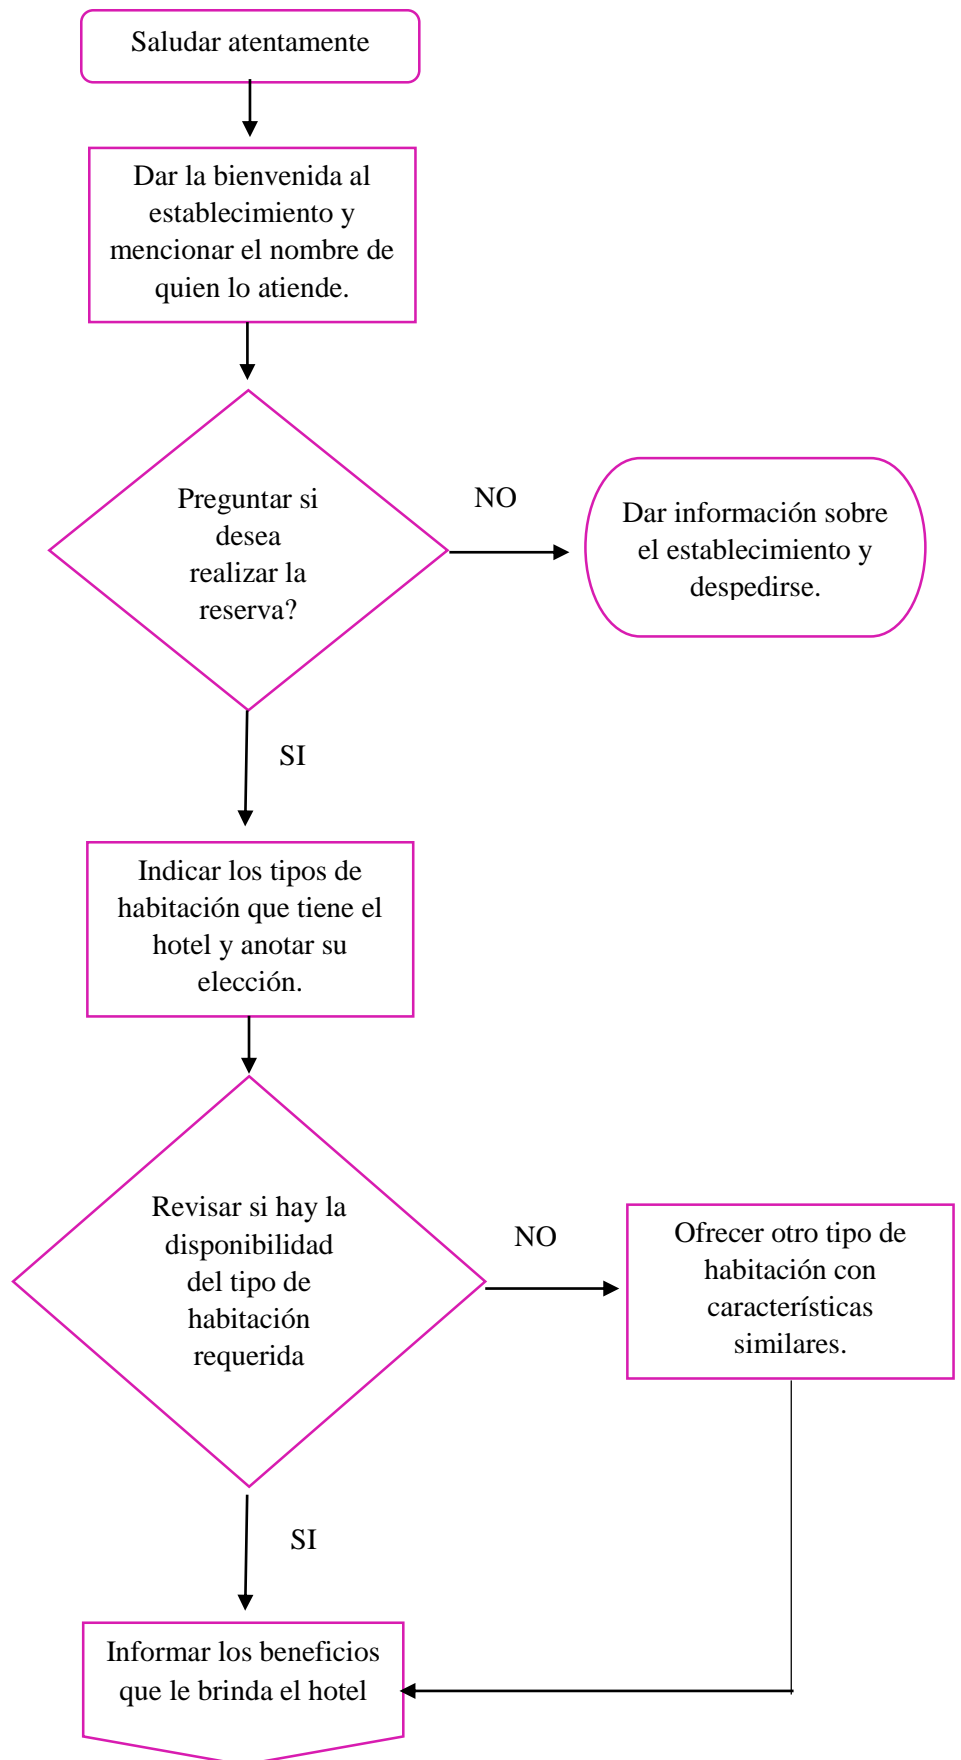 Saludar atentamente
Dar la bienvenida al
establecimiento y
mencionar el nombre de
quien lo atiende.
Preguntar si
desea
realizar la
reserva?
NO
Dar información sobre
el establecimiento y
despedirse.
SI
Indicar los tipos de
habitación que tiene el
hotel y anotar su
elección.
Revisar si hay la
disponibilidad
del tipo de
habitación
requerida
NO
Ofrecer otro tipo de
habitación con
características
similares.
SI
Informar los beneficios
que le brinda el hotel